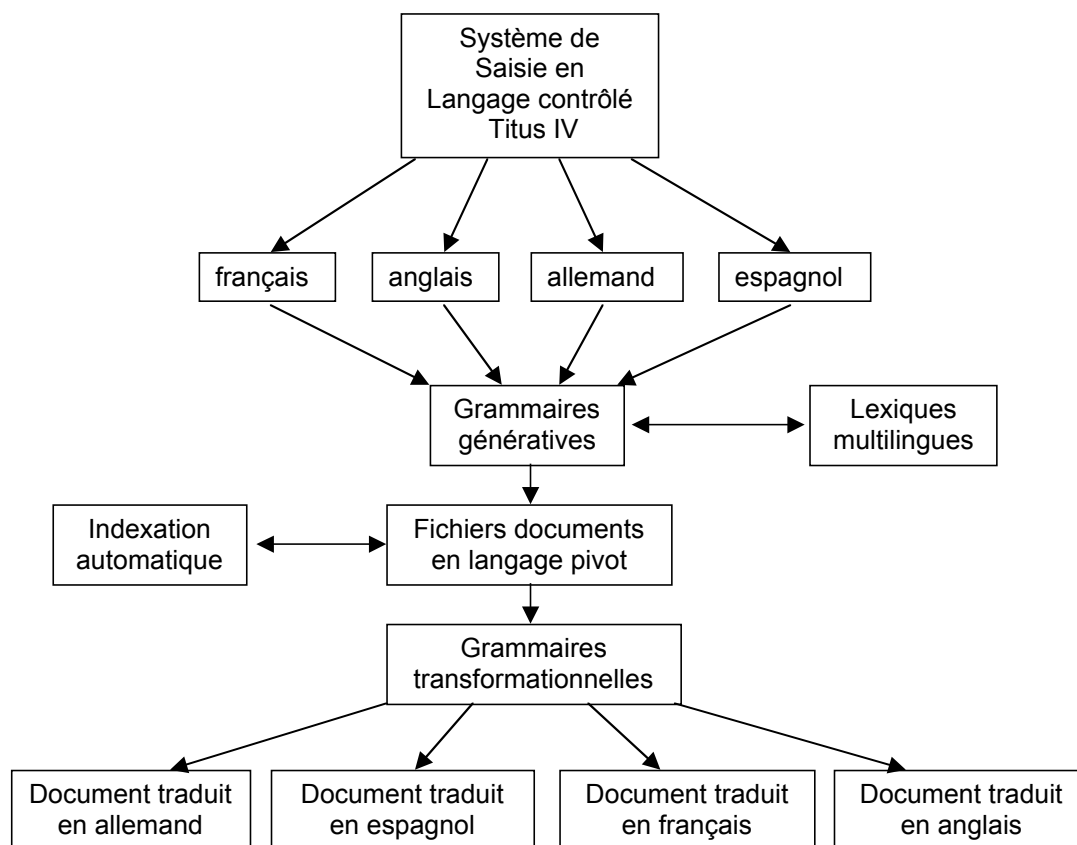 Système de
Saisie en
Langage contrôlé
Titus IV
français
anglais
allemand
espagnol
Grammaires
génératives
Lexiques
multilingues
Indexation
automatique
Fichiers documents
en langage pivot
Grammaires
transformationnelles
Document traduit
en allemand
Document traduit
en espagnol
Document traduit
en français
Document traduit
en anglais